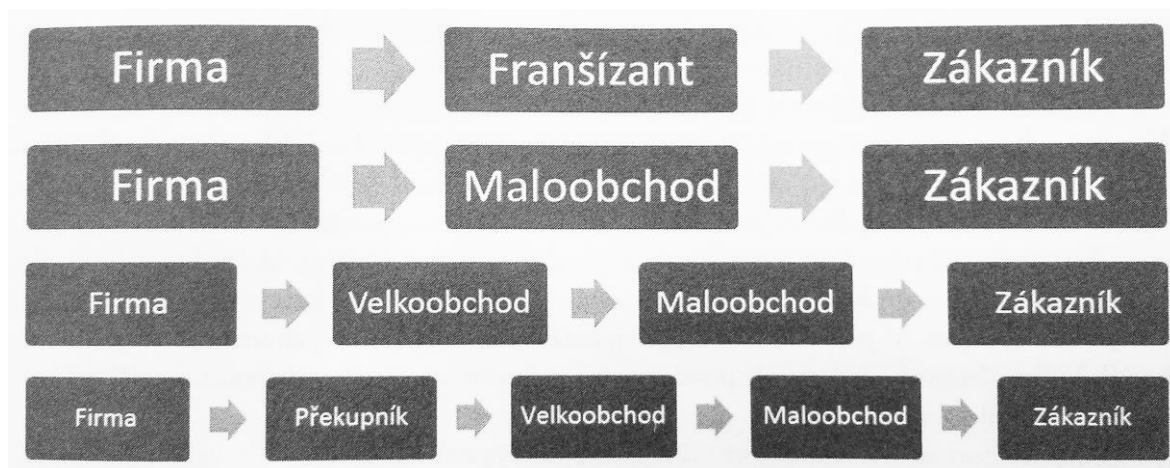 Firma Franšízant Zákazník
Firma Maloobchod Zákazník
Firma Velkoobchod Maloobchod Zákazník
Firma Překupník Velkoobchod Maloobchod Zákazník